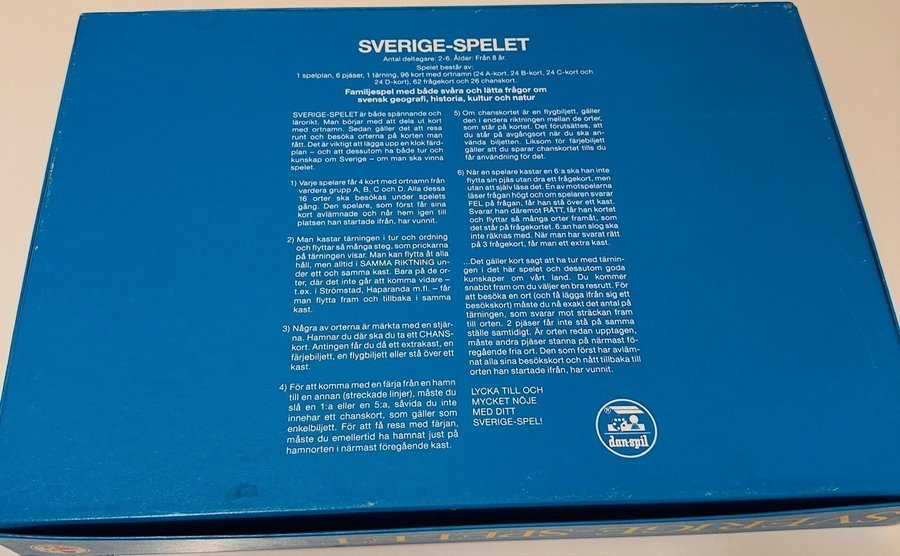 SVERIGE-SPELET
Antal deltagare: 2-6. Ålder: Från 8 år.
Spelet består av:
1 spelplan, 6 pjäser, 1 tärning, 96 kort med ortnamn (24 A-kort, 24 B-kort, 24 C-kort och
24 D-kort), 62 frågekort och 26 chanskort.
Familjespel med både svåra och lätta frågor om
svensk geografi, historia, kultur och natur
SVERIGE-SPELET är både spännande och
lärorikt. Man börjar med att dela ut kort
med ortnamn. Sedan gäller det att resa
runt och besöka orterna på korten man
fått. Det är viktigt att lägga upp en klok färd-
plan – och att dessutom ha både tur och
kunskap om Sverige – om man ska vinna
spelet.
1) Varje spelare får 4 kort med ortnamn från
vardera grupp A, B, C och D. Alla dessa
16 orter ska besökas under spelets
gång. Den spelare, som först får sina
kort avlämnade och når hem igen till
platsen han startade ifrån, har vunnit.
2) Man kastar tärningen i tur och ordning
och flyttar så många steg, som prickarna
på tärningen visar. Man kan flytta åt alla
håll, men alltid i SAMMA RIKTNING un-
der ett och samma kast. Bara på de or-
ter, där det inte går att komma vidare –
t.ex. i Strömstad, Haparanda m.fl. – får
man flytta fram och tillbaka i samma
kast.
3) Några av orterna är märkta med en stjär-
na. Hamnar du där ska du ta ett CHANS-
kort. Antingen får du då ett extrakast, en
färjebiljett, en flygbiljett eller stå över ett
kast.
4) För att komma med en färja från en hamn
till en annan (streckade linjer), måste du
slå en 1:a eller en 5:a, såvida du inte
innehar ett chanskort, som gäller som
enkelbiljett. För att få resa med färjan,
måste du emellertid ha hamnat just på
hamnorten i närmast föregående kast.
5) Om chanskortet är en flygbiljett, gäller
den i endera riktningen mellan de orter,
som står på kortet. Det förutsättes, att
du står på avgångsort när du ska an-
vända biljetten. Liksom för färjebiljett
gäller att du sparar chanskortet tills du
får användning för det.
6) När en spelare kastar en 6:a ska han inte
flytta sin pjäs utan dra ett frågekort, men
utan att själv läsa det. En av motspelarna
läser frågan högt och om spelaren svarar
FEL på frågan, får han stå över ett kast.
Svarar han däremot RÄTT, får han kortet
och får flytta så många orter framåt, som
det står på frågekortet. 6:an han slog ska
inte räknas med. När man har svarat rätt
på 3 frågekort, får man ett extra kast.
...Det gäller kort sagt att ha tur med tärnin-
gen i det här spelet och dessutom goda
kunskaper om vårt land. Du kommer
snabbt fram om du väljer en bra resrutt. För
att besöka en ort (och få lägga ifrån sig ett
besökskort) måste du nå exakt det antal på
tärningen, som svarar mot sträckan fram
till orten. 2 pjäser får inte stå på samma
ställe samtidigt. Är orten redan upptagen,
måste andra pjäser stanna på närmast fö-
regående fria ort. Den som först har avläm-
nat alla sina besökskort och nått tillbaka till
orten han startade ifrån, har vunnit.
LYCKA TILL OCH
MYCKET NÖJE
MED DITT
SVERIGE-SPEL!
dan-spil
SVERIGE-SPELET